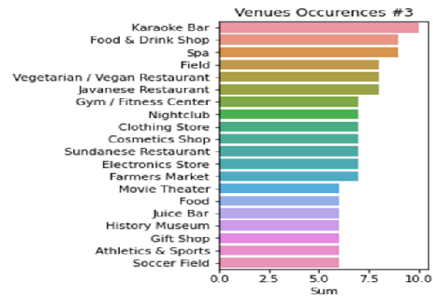 Venues Occurences #3
Karaoke Bar
Food & Drink Shop
Spa
Field
Vegetarian / Vegan Restaurant
Javanese Restaurant
Gym / Fitness Center
Nightclub
Clothing Store
Cosmetics Shop
Sundanese Restaurant
Electronics Store
Farmers Market
Movie Theater
Food
Juice Bar
History Museum
Gift Shop
Athletics & Sports
Soccer Field
0.0 2.5 5.0 7.5 10.0
Sum